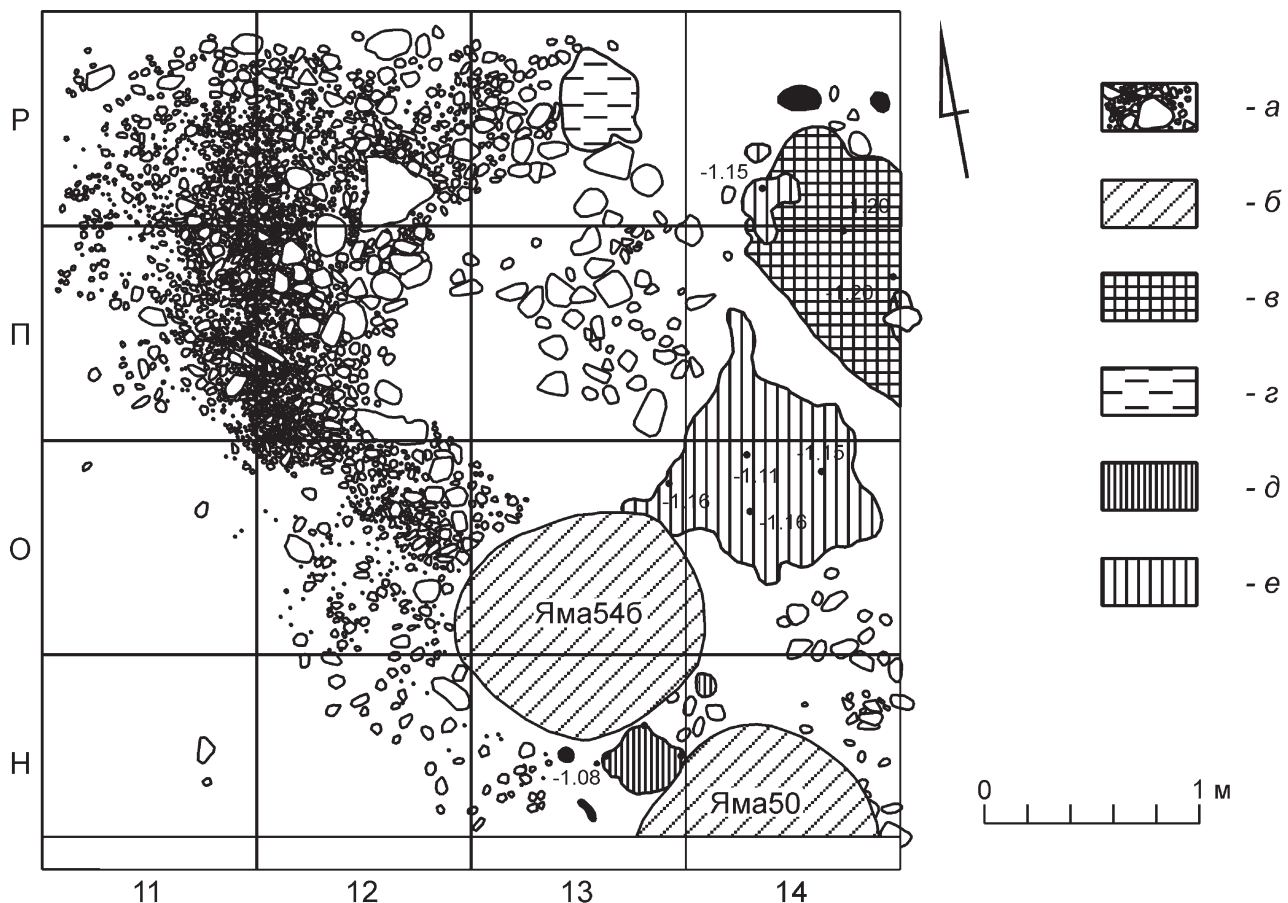 Р
- а
-1.15
- б
1.20
- в
1.20
П
- г
-1.15
-1.11
- д
-1.16
-1.16
О
- е
Яма54б
Н
-1.08
0 1 м
Яма50
11 12 13 14